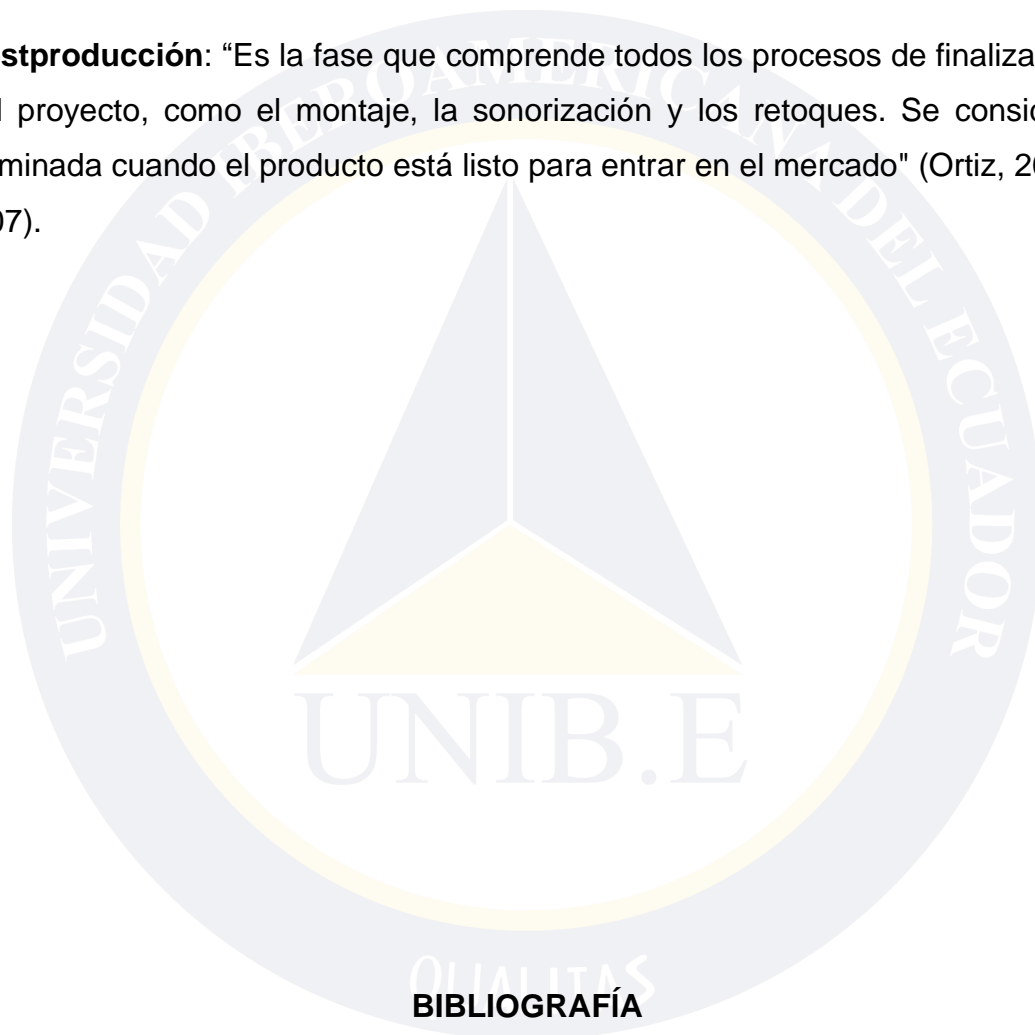 stproducción: “Es la fase que comprende todos los procesos de finaliza
l proyecto, como el montaje, la sonorización y los retoques. Se consid
minada cuando el producto está listo para entrar en el mercado" (Ortiz, 20
07).
UNIVERSIDAD IBEROAMERICANA DEL ECUADOR
UNIB.E
QUALITAS
BIBLIOGRAFÍA